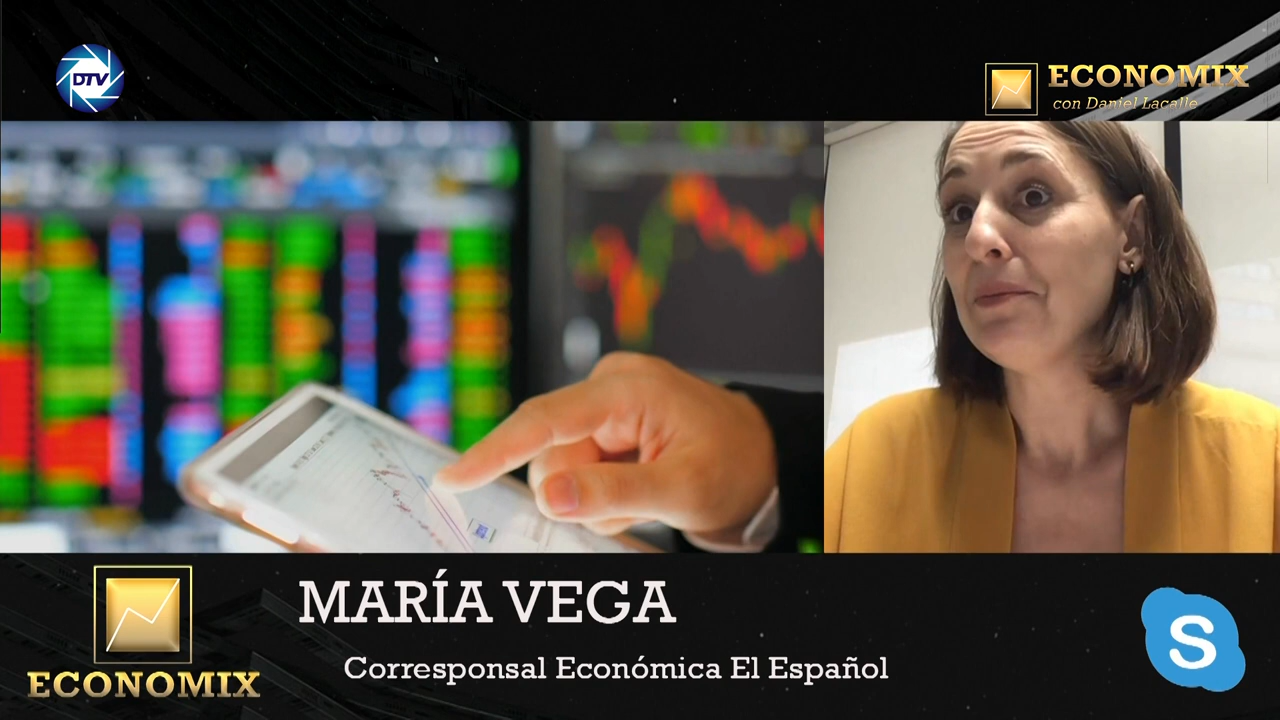 DTV
ECONOMIX
con Daniel Lacalle
MARÍA VEGA
Corresponsal Económica El Español
ECONOMIX
S